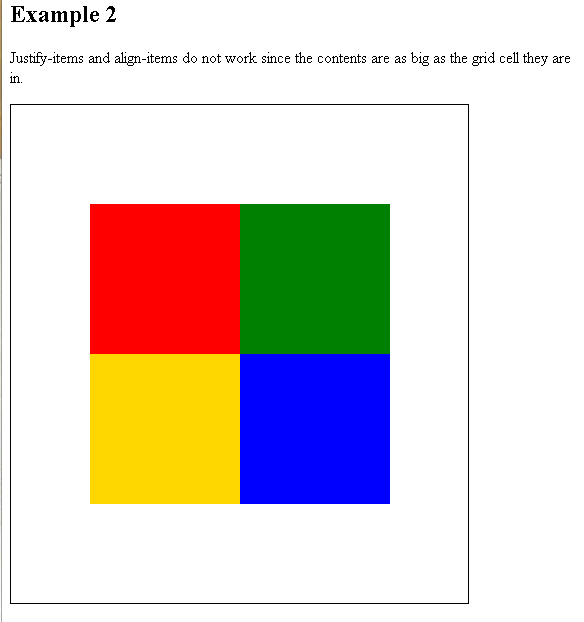 Example 2
Justify-items and align-items do not work since the contents are as big as the grid cell they are
in.